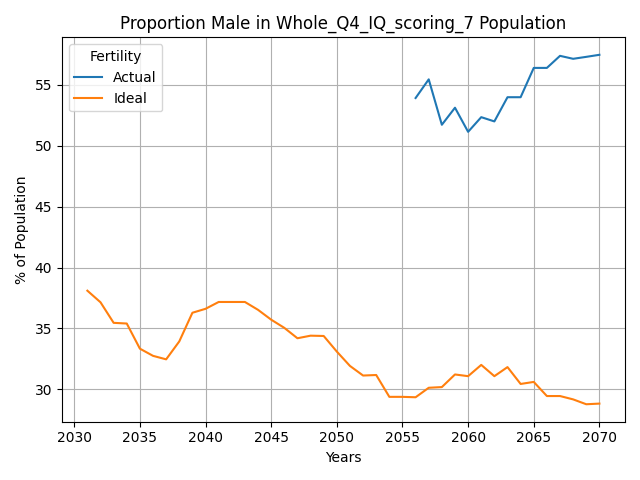 Proportion Male in Whole_Q4_IQ_scoring_7 Population
Fertility
Actual
Ideal
% of Population
55
50
45
40
35
30
2030
2035
2040
2045
2050
2055
2060
2065
2070
Years